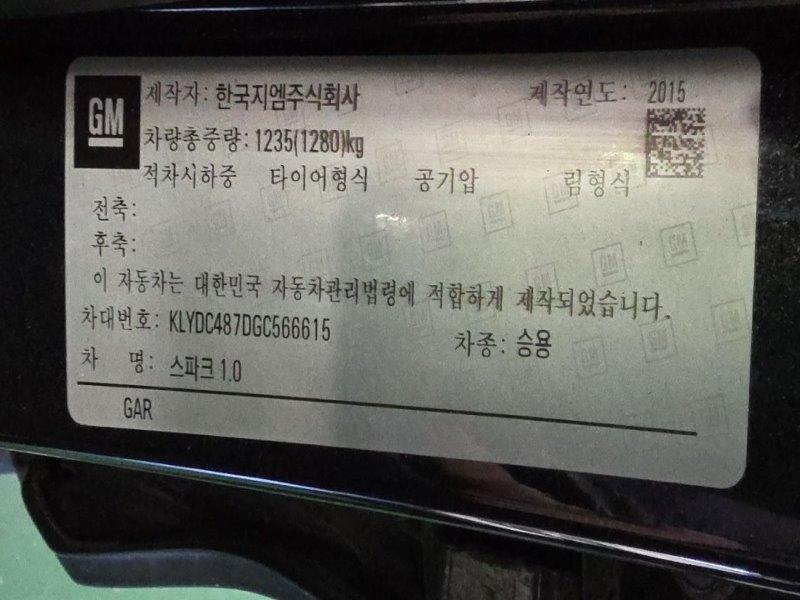 GM 제작자: 한국지엠주식회사 제작연도: 2015
차량총중량: 1235(1280)kg
적차시하중 타이어형식 공기압 림형식
전축:
후축:
이 자동차는 대한민국 자동차관리법령에 적합하게 제작되었습니다.
차대번호: KLYDC487DGC566615 차종: 승용
차 명: 스파크 1.0
GAR